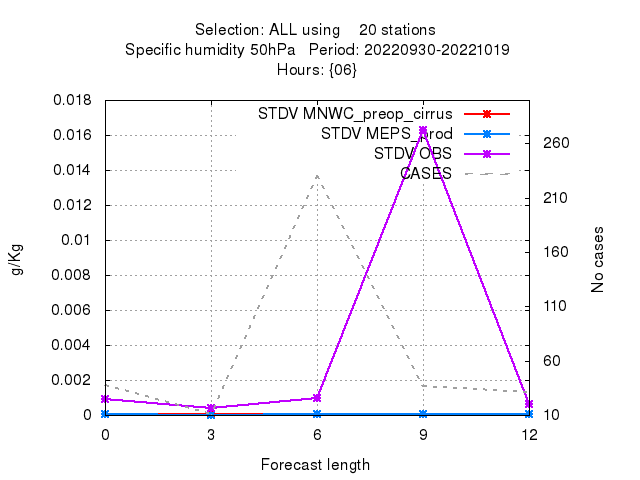 Selection: ALL using    20 stations
Specific humidity 50hPa   Period: 20220930-20221019
Hours: {06}
STDV MNWC_preop_cirrus
STDV MEPS_prod
STDV OBS
CASES
0.018
0.016
0.014
0.012
0.01
0.008
0.006
0.004
0.002
0
g/Kg
260
210
160
110
60
10
No cases
0 3 6 9 12
Forecast length